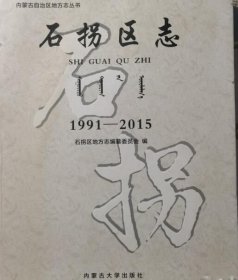 内蒙古自治区地方志丛书
石拐区志
SHI GUAI QU ZHI
1991—2015
石拐区地方志编纂委员会 编
石拐
内蒙古大学出版社